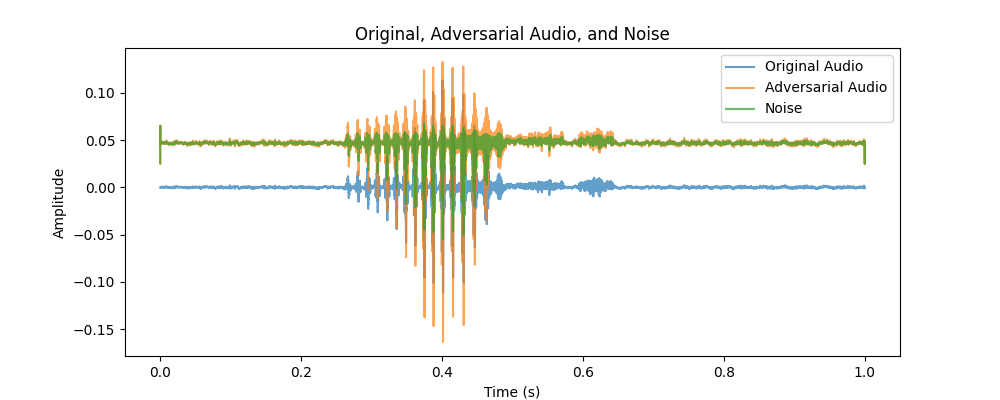 Original, Adversarial Audio, and Noise
Original Audio
Adversarial Audio
Noise
Amplitude
0.10
0.05
0.00
−0.05
−0.10
−0.15
0.0 0.2 0.4 0.6 0.8 1.0
Time (s)